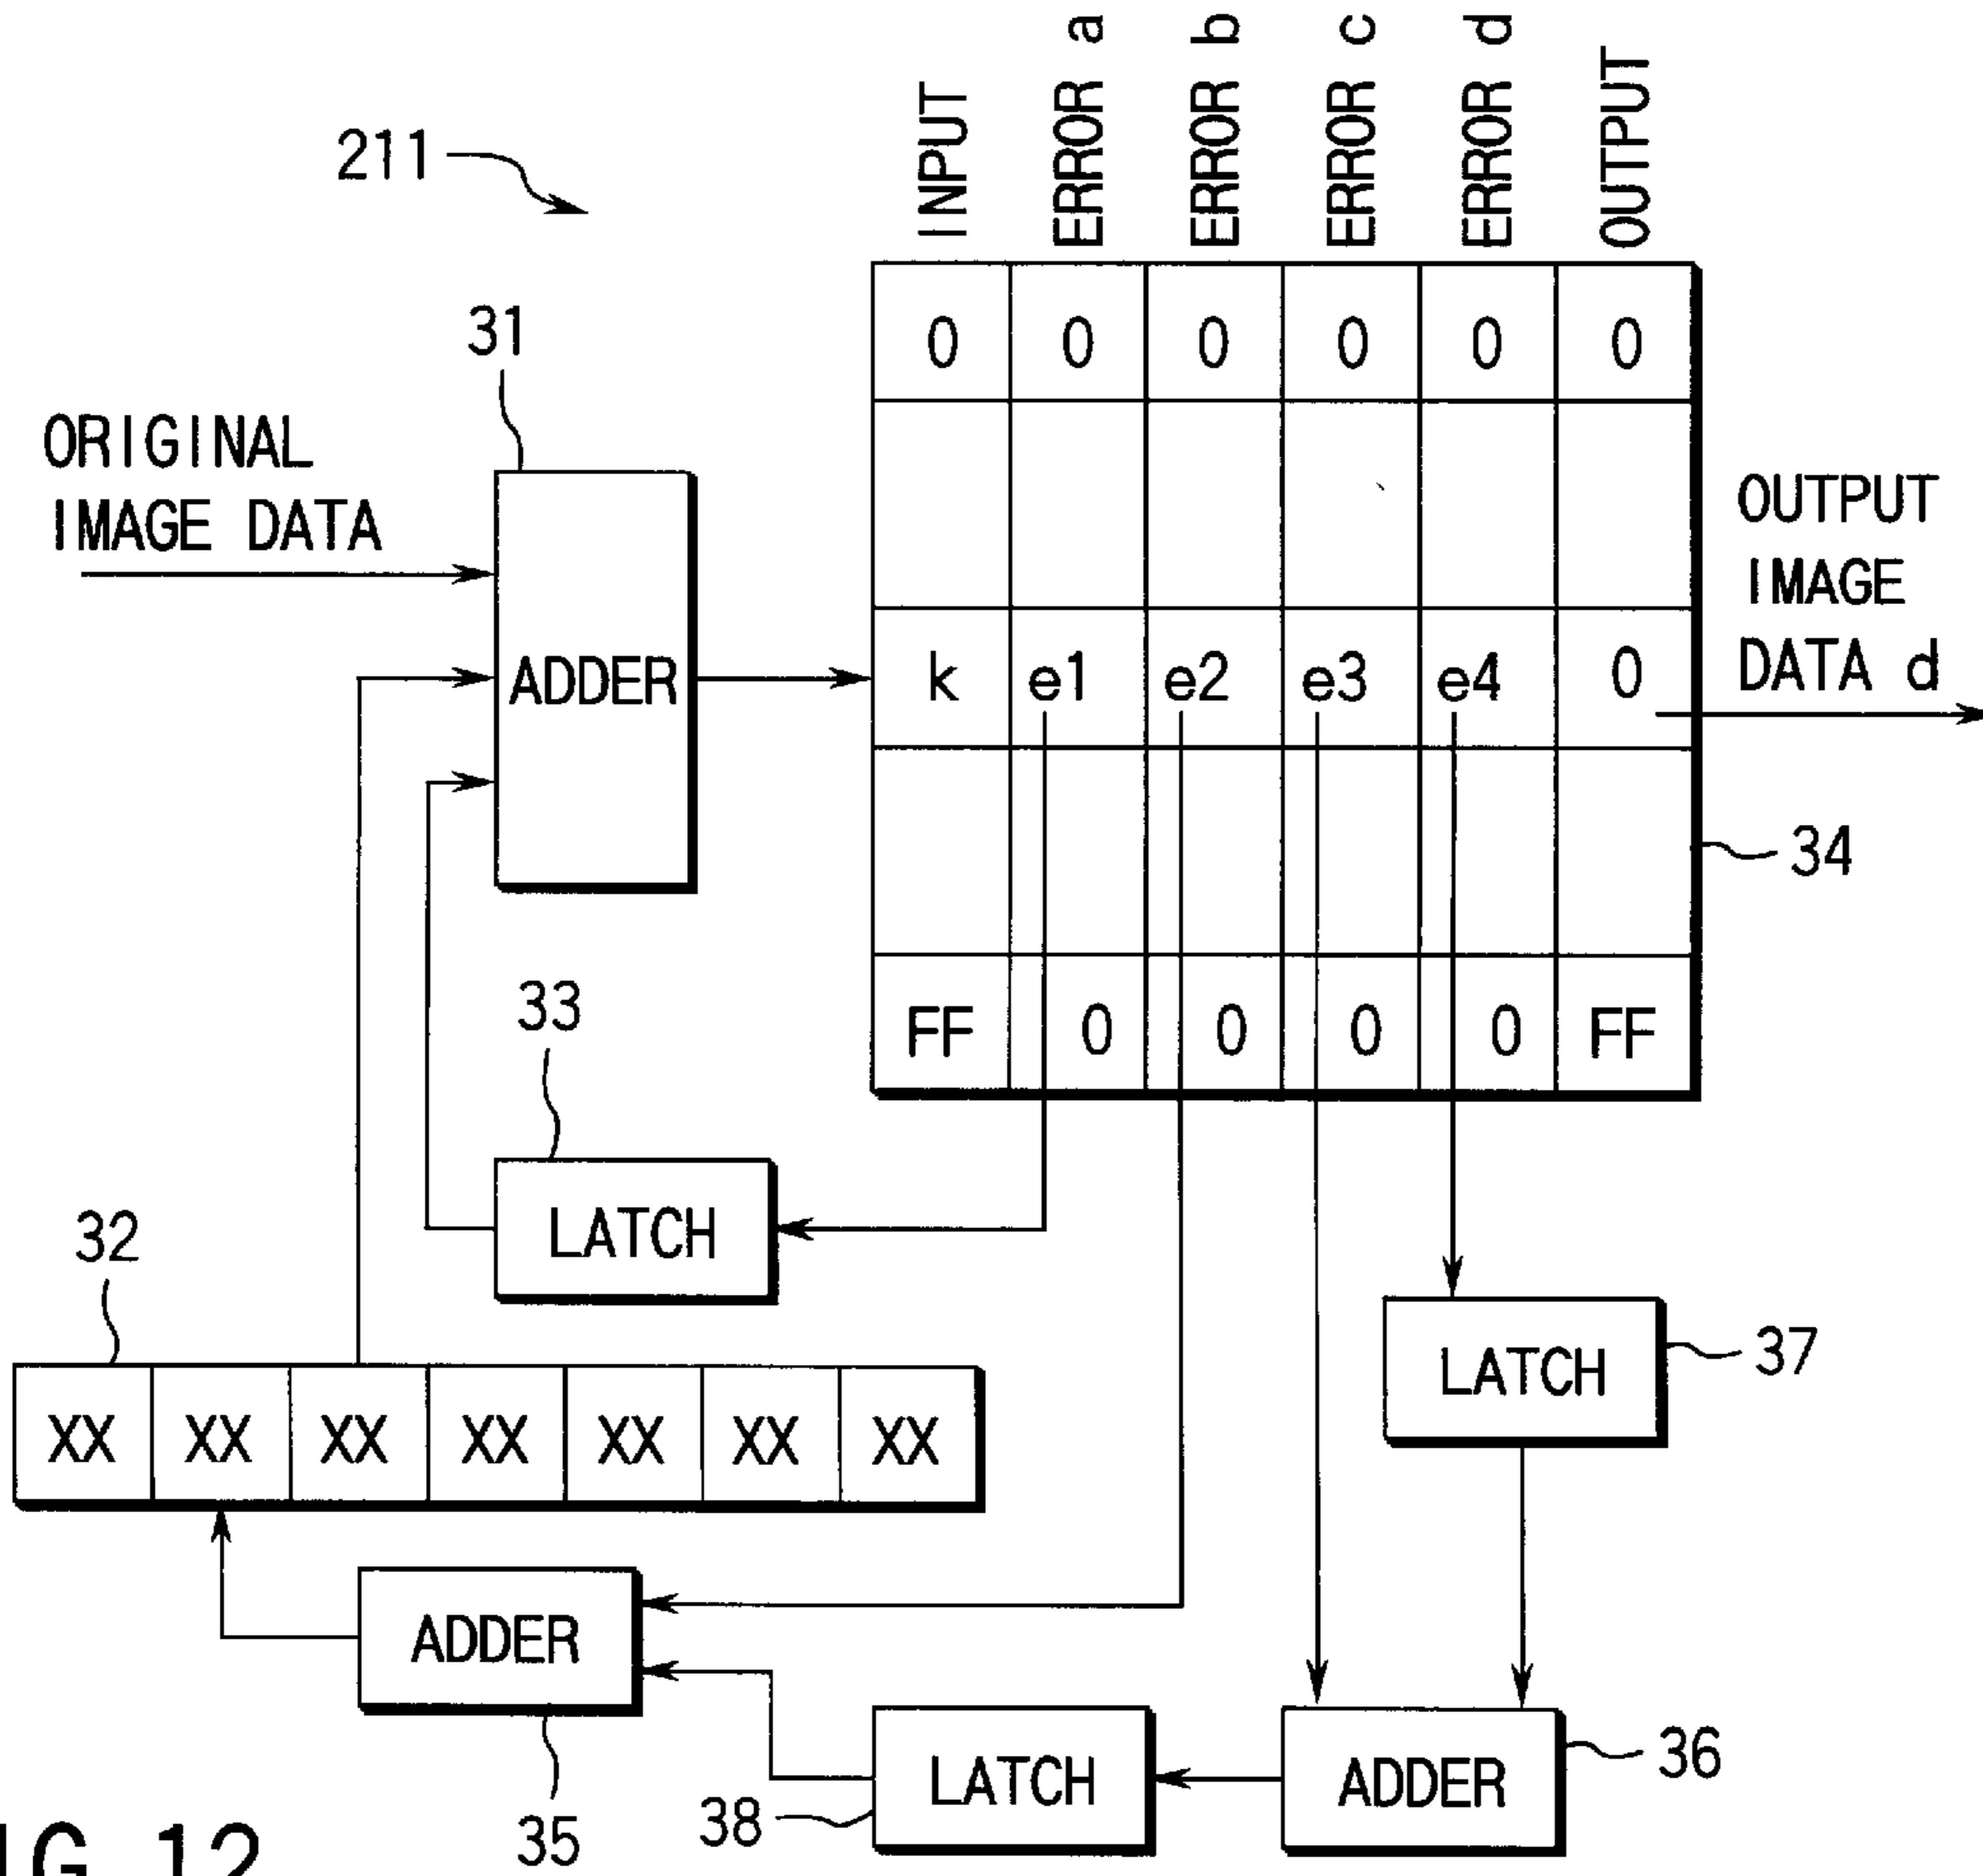 211
INPUT
ERROR a
ERROR b
ERROR c
ERROR d
OUTPUT
0 0 0 0 0 0
31
ORIGINAL
IMAGE DATA
ADDER
OUTPUT
IMAGE
DATA d
k e1 e2 e3 e4 0
34
FF 0 0 0 0 FF
33
LATCH
32
37
LATCH
XX XX XX XX XX XX XX
ADDER
35
38
LATCH
ADDER
36
IG 12